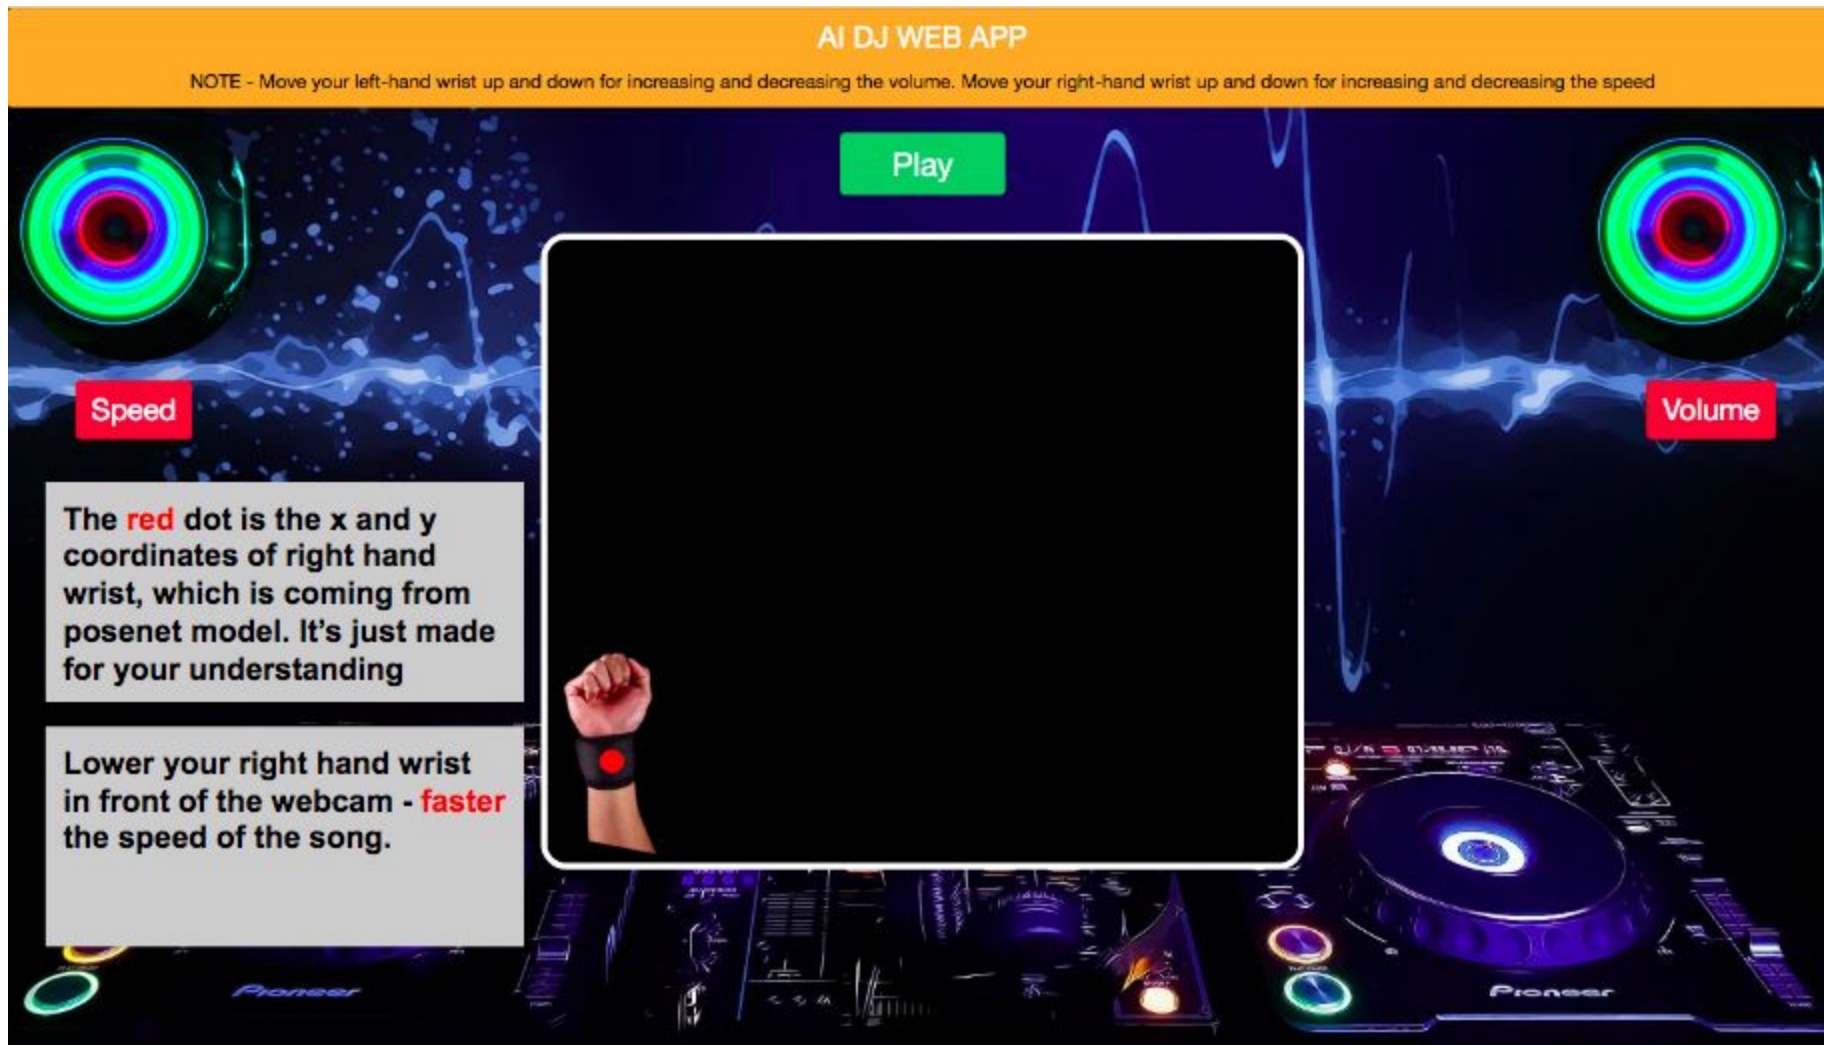 AI DJ WEB APP
NOTE - Move your left-hand wrist up and down for increasing and decreasing the volume. Move your right-hand wrist up and down for increasing and decreasing the speed
Play
Speed
Volume
The red dot is the x and y
coordinates of right hand
wrist, which is coming from
posenet model. It's just made
for your understanding
Lower your right hand wrist
in front of the webcam - faster
the speed of the song.
Pioneer
Pioneer